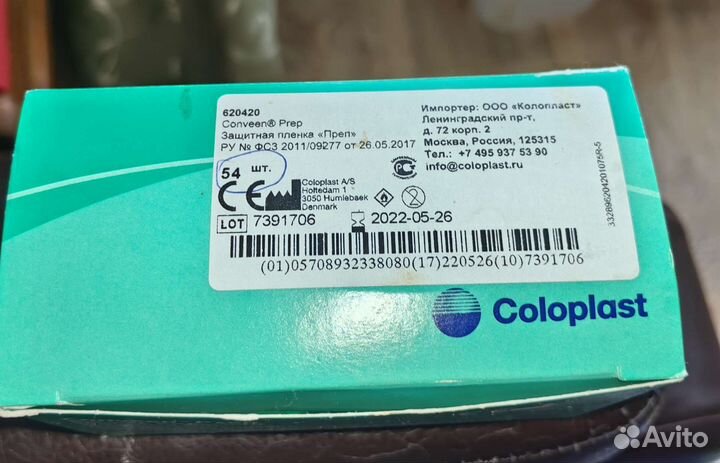 620420
Conveen® Prep
Защитная пленка «Преп»
РУ № ФСЗ 2011/09277 от 26.05.2017
54 шт.
Coloplast A/S
Holtedam 1
3050 Humlebaek
Denmark
LOT 7391706
2022-05-26
(01)05708932338080(17)220526(10)7391706
Импортер: ООО «Колопласт»
Ленинградский пр-т,
д. 72 корп. 2
Москва, Россия, 125315
Тел.: +7 495 937 53 90
info@coloplast.ru
332896204201075R-5
Coloplast
Avito